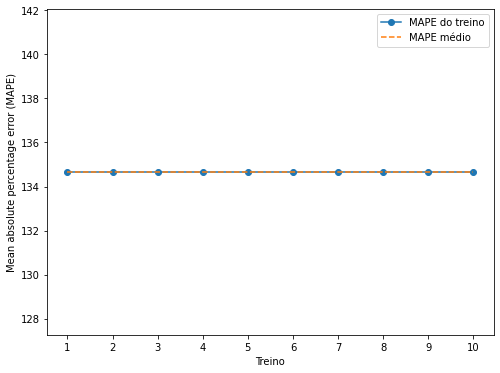 MAPE do treino
MAPE médio
Mean absolute percentage error (MAPE)
142
140
138
136
134
132
130
128
1 2 3 4 5 6 7 8 9 10
Treino